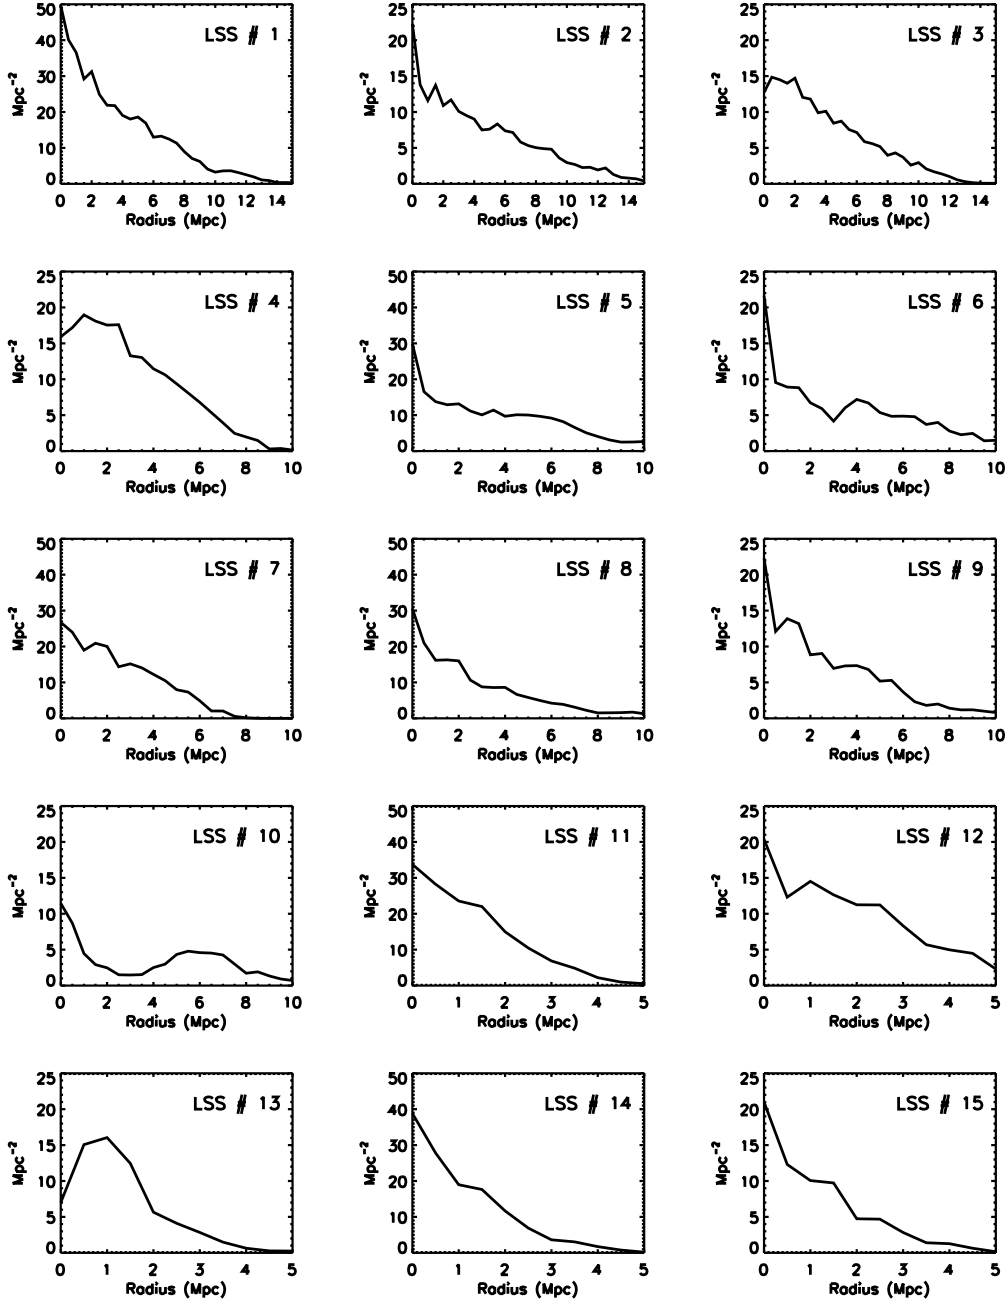 50
40
30
20
10
0
Mpc⁻²
LSS # 1
0 2 4 6 8 10 12 14
Radius (Mpc)
25
20
15
10
5
0
Mpc⁻²
LSS # 2
0 2 4 6 8 10 12 14
Radius (Mpc)
25
20
15
10
5
0
Mpc⁻²
LSS # 3
0 2 4 6 8 10 12 14
Radius (Mpc)
25
20
15
10
5
0
Mpc⁻²
LSS # 4
0 2 4 6 8 10
Radius (Mpc)
50
40
30
20
10
0
Mpc⁻²
LSS # 5
0 2 4 6 8 10
Radius (Mpc)
25
20
15
10
5
0
Mpc⁻²
LSS # 6
0 2 4 6 8 10
Radius (Mpc)
50
40
30
20
10
0
Mpc⁻²
LSS # 7
0 2 4 6 8 10
Radius (Mpc)
50
40
30
20
10
0
Mpc⁻²
LSS # 8
0 2 4 6 8 10
Radius (Mpc)
25
20
15
10
5
0
Mpc⁻²
LSS # 9
0 2 4 6 8 10
Radius (Mpc)
25
20
15
10
5
0
Mpc⁻²
LSS # 10
0 2 4 6 8 10
Radius (Mpc)
50
40
30
20
10
0
Mpc⁻²
LSS # 11
0 1 2 3 4 5
Radius (Mpc)
25
20
15
10
5
0
Mpc⁻²
LSS # 12
0 1 2 3 4 5
Radius (Mpc)
25
20
15
10
5
0
Mpc⁻²
LSS # 13
0 1 2 3 4 5
Radius (Mpc)
50
40
30
20
10
0
Mpc⁻²
LSS # 14
0 1 2 3 4 5
Radius (Mpc)
25
20
15
10
5
0
Mpc⁻²
LSS # 15
0 1 2 3 4 5
Radius (Mpc)